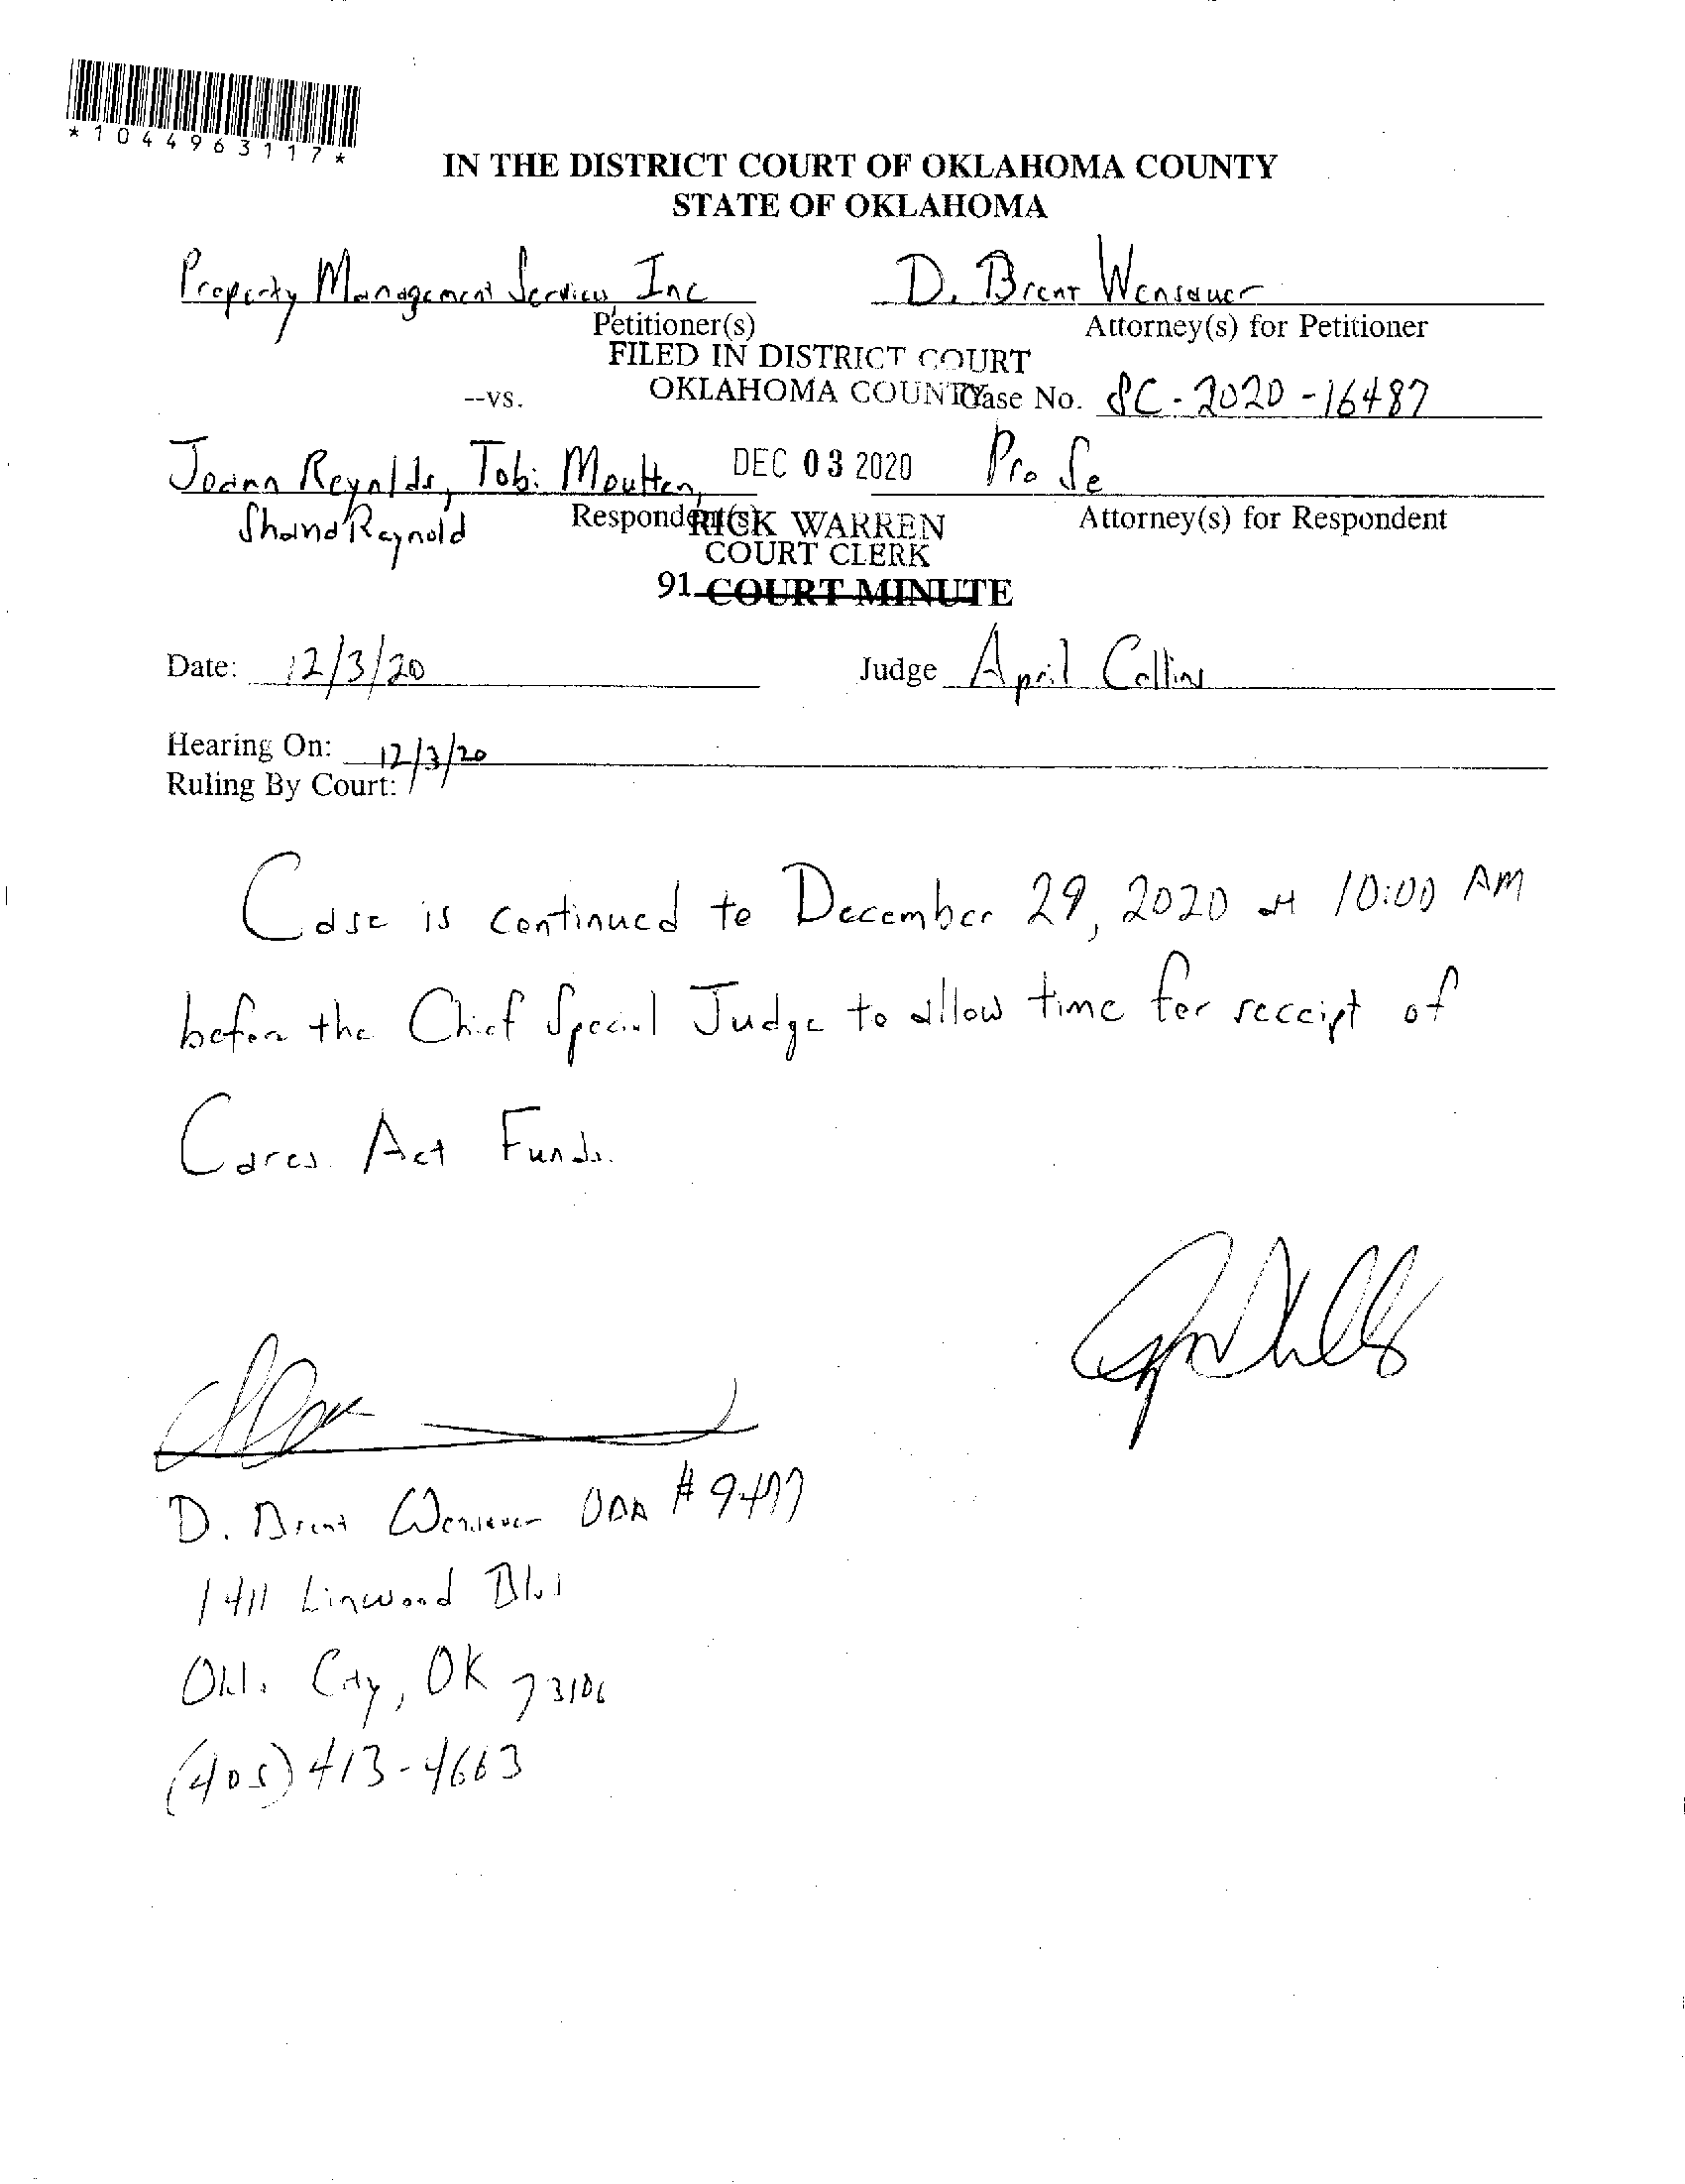 *1044963117*
IN THE DISTRICT COURT OF OKLAHOMA COUNTY
STATE OF OKLAHOMA
Property Management Services, Inc D. Brent Wensauer
Petitioner(s) Attorney(s) for Petitioner
FILED IN DISTRICT COURT
OKLAHOMA COUNTY
--vs. Case No. SC-2020-16487
Joann Reynolds, Tobi Moutten, DEC 03 2020 Pro Se
Shand Reynold Respondent(s) Attorney(s) for Respondent
RICK WARREN
COURT CLERK
91 COURT MINUTE
Date: 12/3/20 Judge April Collins
Hearing On: 12/3/20
Ruling By Court:
Case is continued to December 29, 2020 at 10:00 AM
before the Chief Special Judge to allow time for receipt of
Cares Act Funds.
D. Brent Wensauer OBA #9477
1411 Linwood Blvd
Okl. City, OK 73106
(405) 413-4663